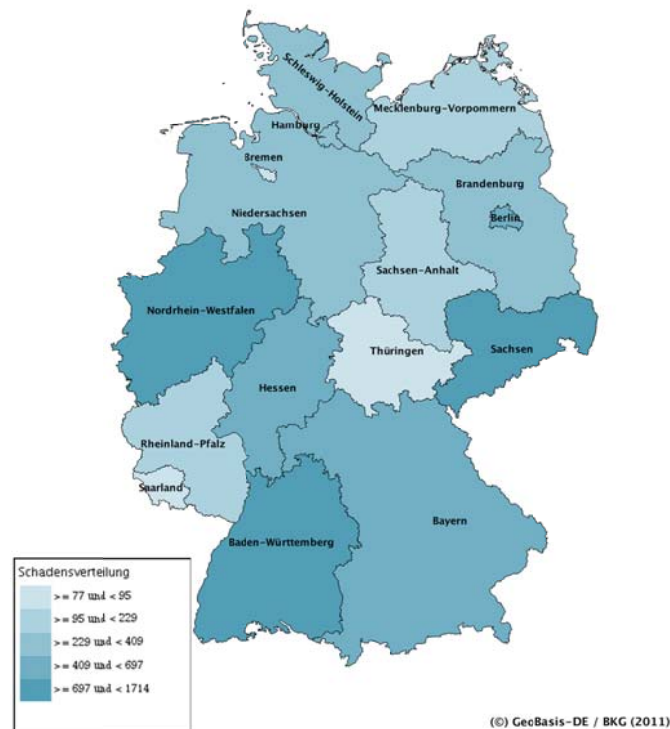 Schleswig-Holstein
Mecklenburg-Vorpommern
Hamburg
Bremen
Brandenburg
Niedersachsen
Berlin
Sachsen-Anhalt
Nordrhein-Westfalen
Thüringen
Sachsen
Hessen
Rheinland-Pfalz
Saarland
Bayern
Baden-Württemberg
Schadensverteilung
>= 77 und < 95
>= 95 und < 229
>= 229 und < 409
>= 409 und < 697
>= 697 und < 1714
(©) GeoBasis-DE / BKG (2011)